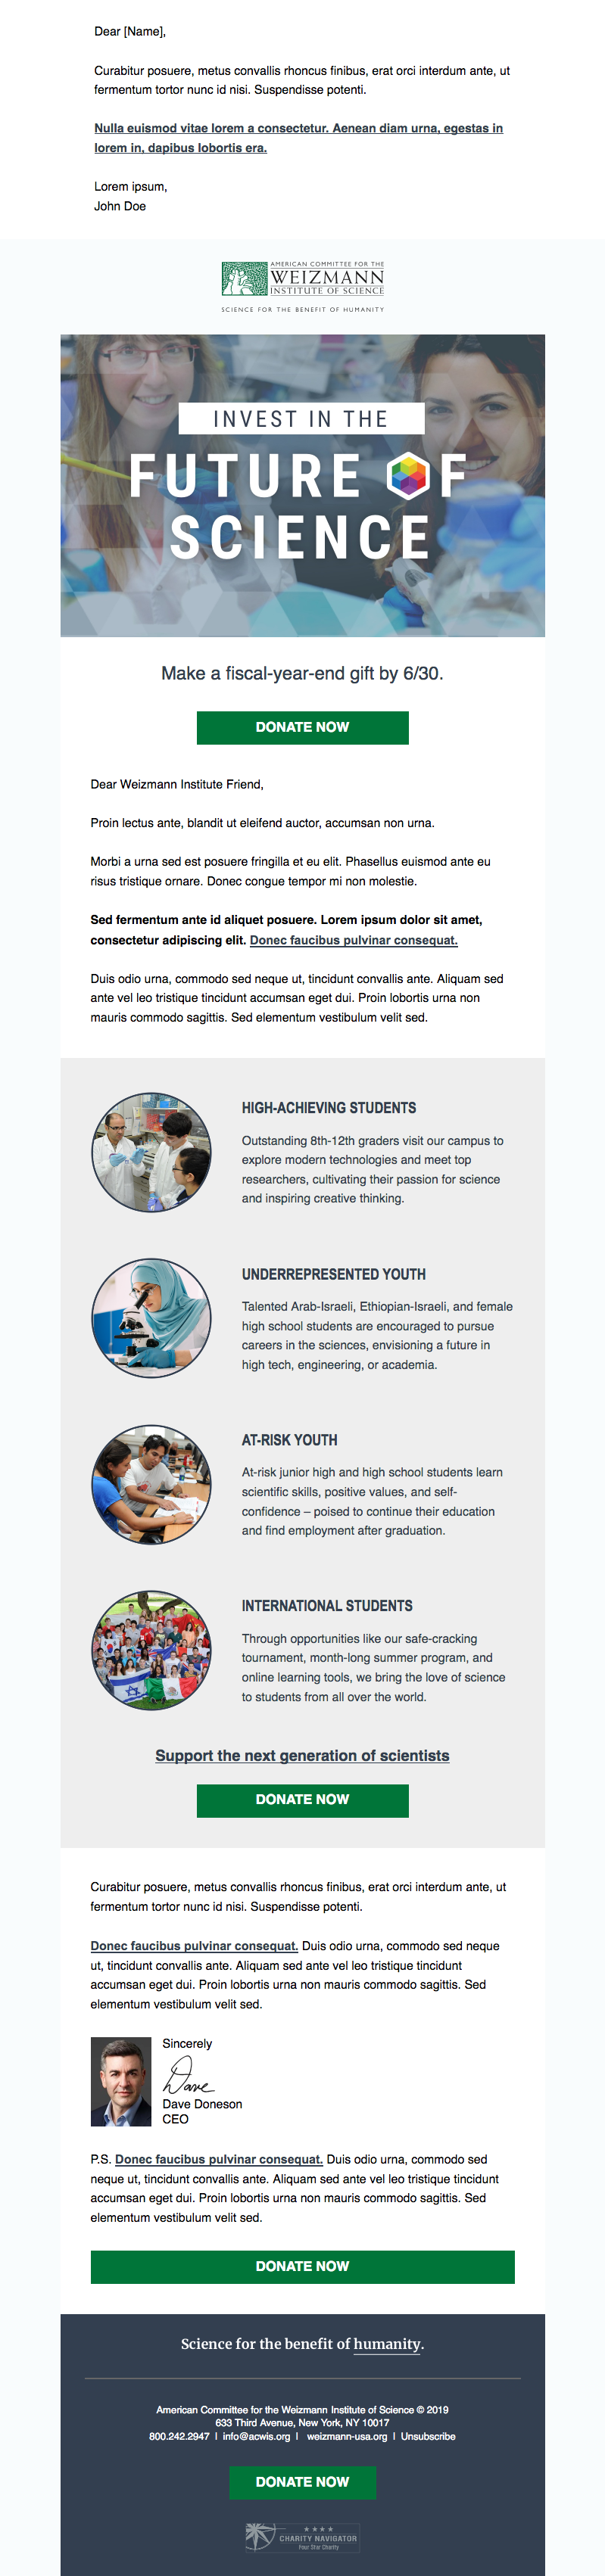 Dear [Name],
Curabitur posuere, metus convallis rhoncus finibus, erat orci interdum ante, ut
fermentum tortor nunc id nisi. Suspendisse potenti.
Nulla euismod vitae lorem a consectetur. Aenean diam urna, egestas in
lorem in, dapibus lobortis era.
Lorem ipsum,
John Doe
AMERICAN COMMITTEE FOR THE
WEIZMANN
INSTITUTE OF SCIENCE
SCIENCE FOR THE BENEFIT OF HUMANITY
INVEST IN THE
FUTURE OF
SCIENCE
Make a fiscal-year-end gift by 6/30.
DONATE NOW
Dear Weizmann Institute Friend,
Proin lectus ante, blandit ut eleifend auctor, accumsan non urna.
Morbi a urna sed est posuere fringilla et eu elit. Phasellus euismod ante eu
risus tristique ornare. Donec congue tempor mi non molestie.
Sed fermentum ante id aliquet posuere. Lorem ipsum dolor sit amet,
consectetur adipiscing elit. Donec faucibus pulvinar consequat.
Duis odio urna, commodo sed neque ut, tincidunt convallis ante. Aliquam sed
ante vel leo tristique tincidunt accumsan eget dui. Proin lobortis urna non
mauris commodo sagittis. Sed elementum vestibulum velit sed.
HIGH-ACHIEVING STUDENTS
Outstanding 8th-12th graders visit our campus to
explore modern technologies and meet top
researchers, cultivating their passion for science
and inspiring creative thinking.
UNDERREPRESENTED YOUTH
Talented Arab-Israeli, Ethiopian-Israeli, and female
high school students are encouraged to pursue
careers in the sciences, envisioning a future in
high tech, engineering, or academia.
AT-RISK YOUTH
At-risk junior high and high school students learn
scientific skills, positive values, and self-
confidence – poised to continue their education
and find employment after graduation.
INTERNATIONAL STUDENTS
Through opportunities like our safe-cracking
tournament, month-long summer program, and
online learning tools, we bring the love of science
to students from all over the world.
Support the next generation of scientists
DONATE NOW
Curabitur posuere, metus convallis rhoncus finibus, erat orci interdum ante, ut
fermentum tortor nunc id nisi. Suspendisse potenti.
Donec faucibus pulvinar consequat. Duis odio urna, commodo sed neque
ut, tincidunt convallis ante. Aliquam sed ante vel leo tristique tincidunt
accumsan eget dui. Proin lobortis urna non mauris commodo sagittis. Sed
elementum vestibulum velit sed.
Sincerely
Dave
Dave Doneson
CEO
P.S. Donec faucibus pulvinar consequat. Duis odio urna, commodo sed
neque ut, tincidunt convallis ante. Aliquam sed ante vel leo tristique tincidunt
accumsan eget dui. Proin lobortis urna non mauris commodo sagittis. Sed
elementum vestibulum velit sed.
DONATE NOW
Science for the benefit of humanity.
American Committee for the Weizmann Institute of Science © 2019
633 Third Avenue, New York, NY 10017
800.242.2947 | info@acwis.org | weizmann-usa.org | Unsubscribe
DONATE NOW
CHARITY NAVIGATOR
Four Star Charity